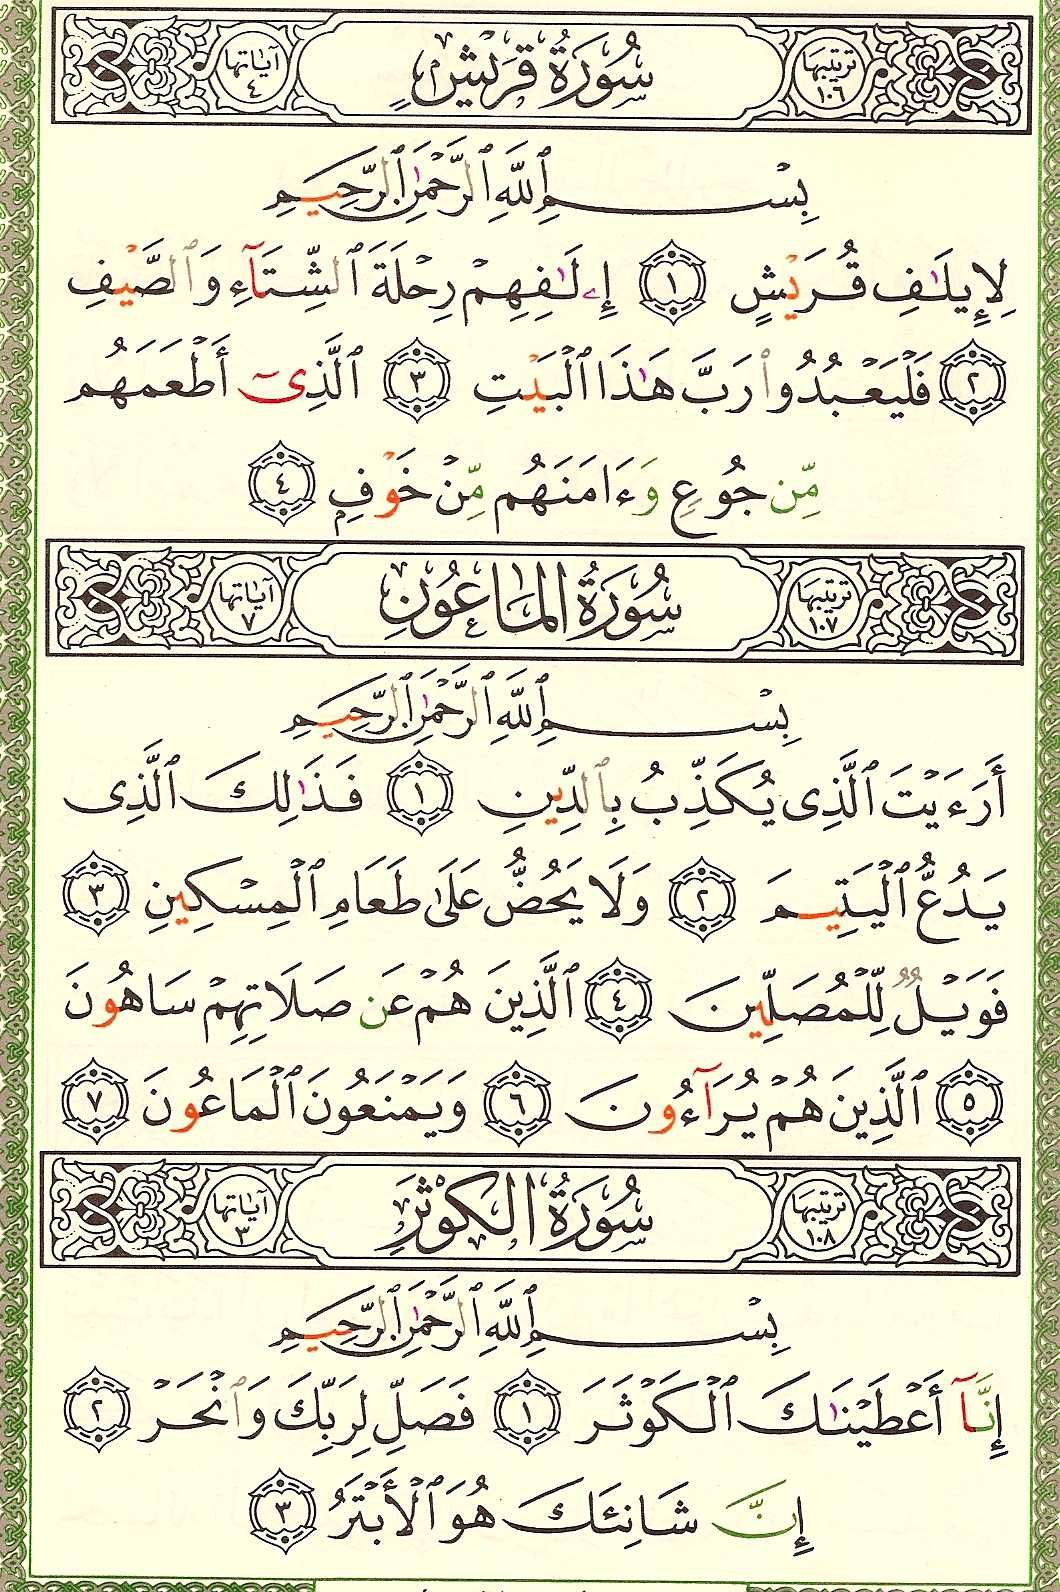 ترتيبها ١٠٦ سُورَةُ قُرَيْشٍ آياتها ٤
بِسْمِ ٱللَّهِ ٱلرَّحْمَٰنِ ٱلرَّحِيمِ
لِإِيلَٰفِ قُرَيْشٍ ١ إِۦلَٰفِهِمْ رِحْلَةَ ٱلشِّتَآءِ وَٱلصَّيْفِ
٢ فَلْيَعْبُدُوا۟ رَبَّ هَٰذَا ٱلْبَيْتِ ٣ ٱلَّذِىٓ أَطْعَمَهُم
مِّن جُوعٍ وَءَامَنَهُم مِّنْ خَوْفٍ ٤
ترتيبها ١٠٧ سُورَةُ المَاعُونِ آياتها ٧
بِسْمِ ٱللَّهِ ٱلرَّحْمَٰنِ ٱلرَّحِيمِ
أَرَءَيْتَ ٱلَّذِى يُكَذِّبُ بِٱلدِّينِ ١ فَذَٰلِكَ ٱلَّذِى
يَدُعُّ ٱلْيَتِيمَ ٢ وَلَا يَحُضُّ عَلَىٰ طَعَامِ ٱلْمِسْكِينِ ٣
فَوَيْلٌ لِّلْمُصَلِّينَ ٤ ٱلَّذِينَ هُمْ عَن صَلَاتِهِمْ سَاهُونَ
٥ ٱلَّذِينَ هُمْ يُرَآءُونَ ٦ وَيَمْنَعُونَ ٱلْمَاعُونَ ٧
ترتيبها ١٠٨ سُورَةُ الكَوْثَرِ آياتها ٣
بِسْمِ ٱللَّهِ ٱلرَّحْمَٰنِ ٱلرَّحِيمِ
إِنَّآ أَعْطَيْنَٰكَ ٱلْكَوْثَرَ ١ فَصَلِّ لِرَبِّكَ وَٱنْحَرْ ٢
إِنَّ شَانِئَكَ هُوَ ٱلْأَبْتَرُ ٣